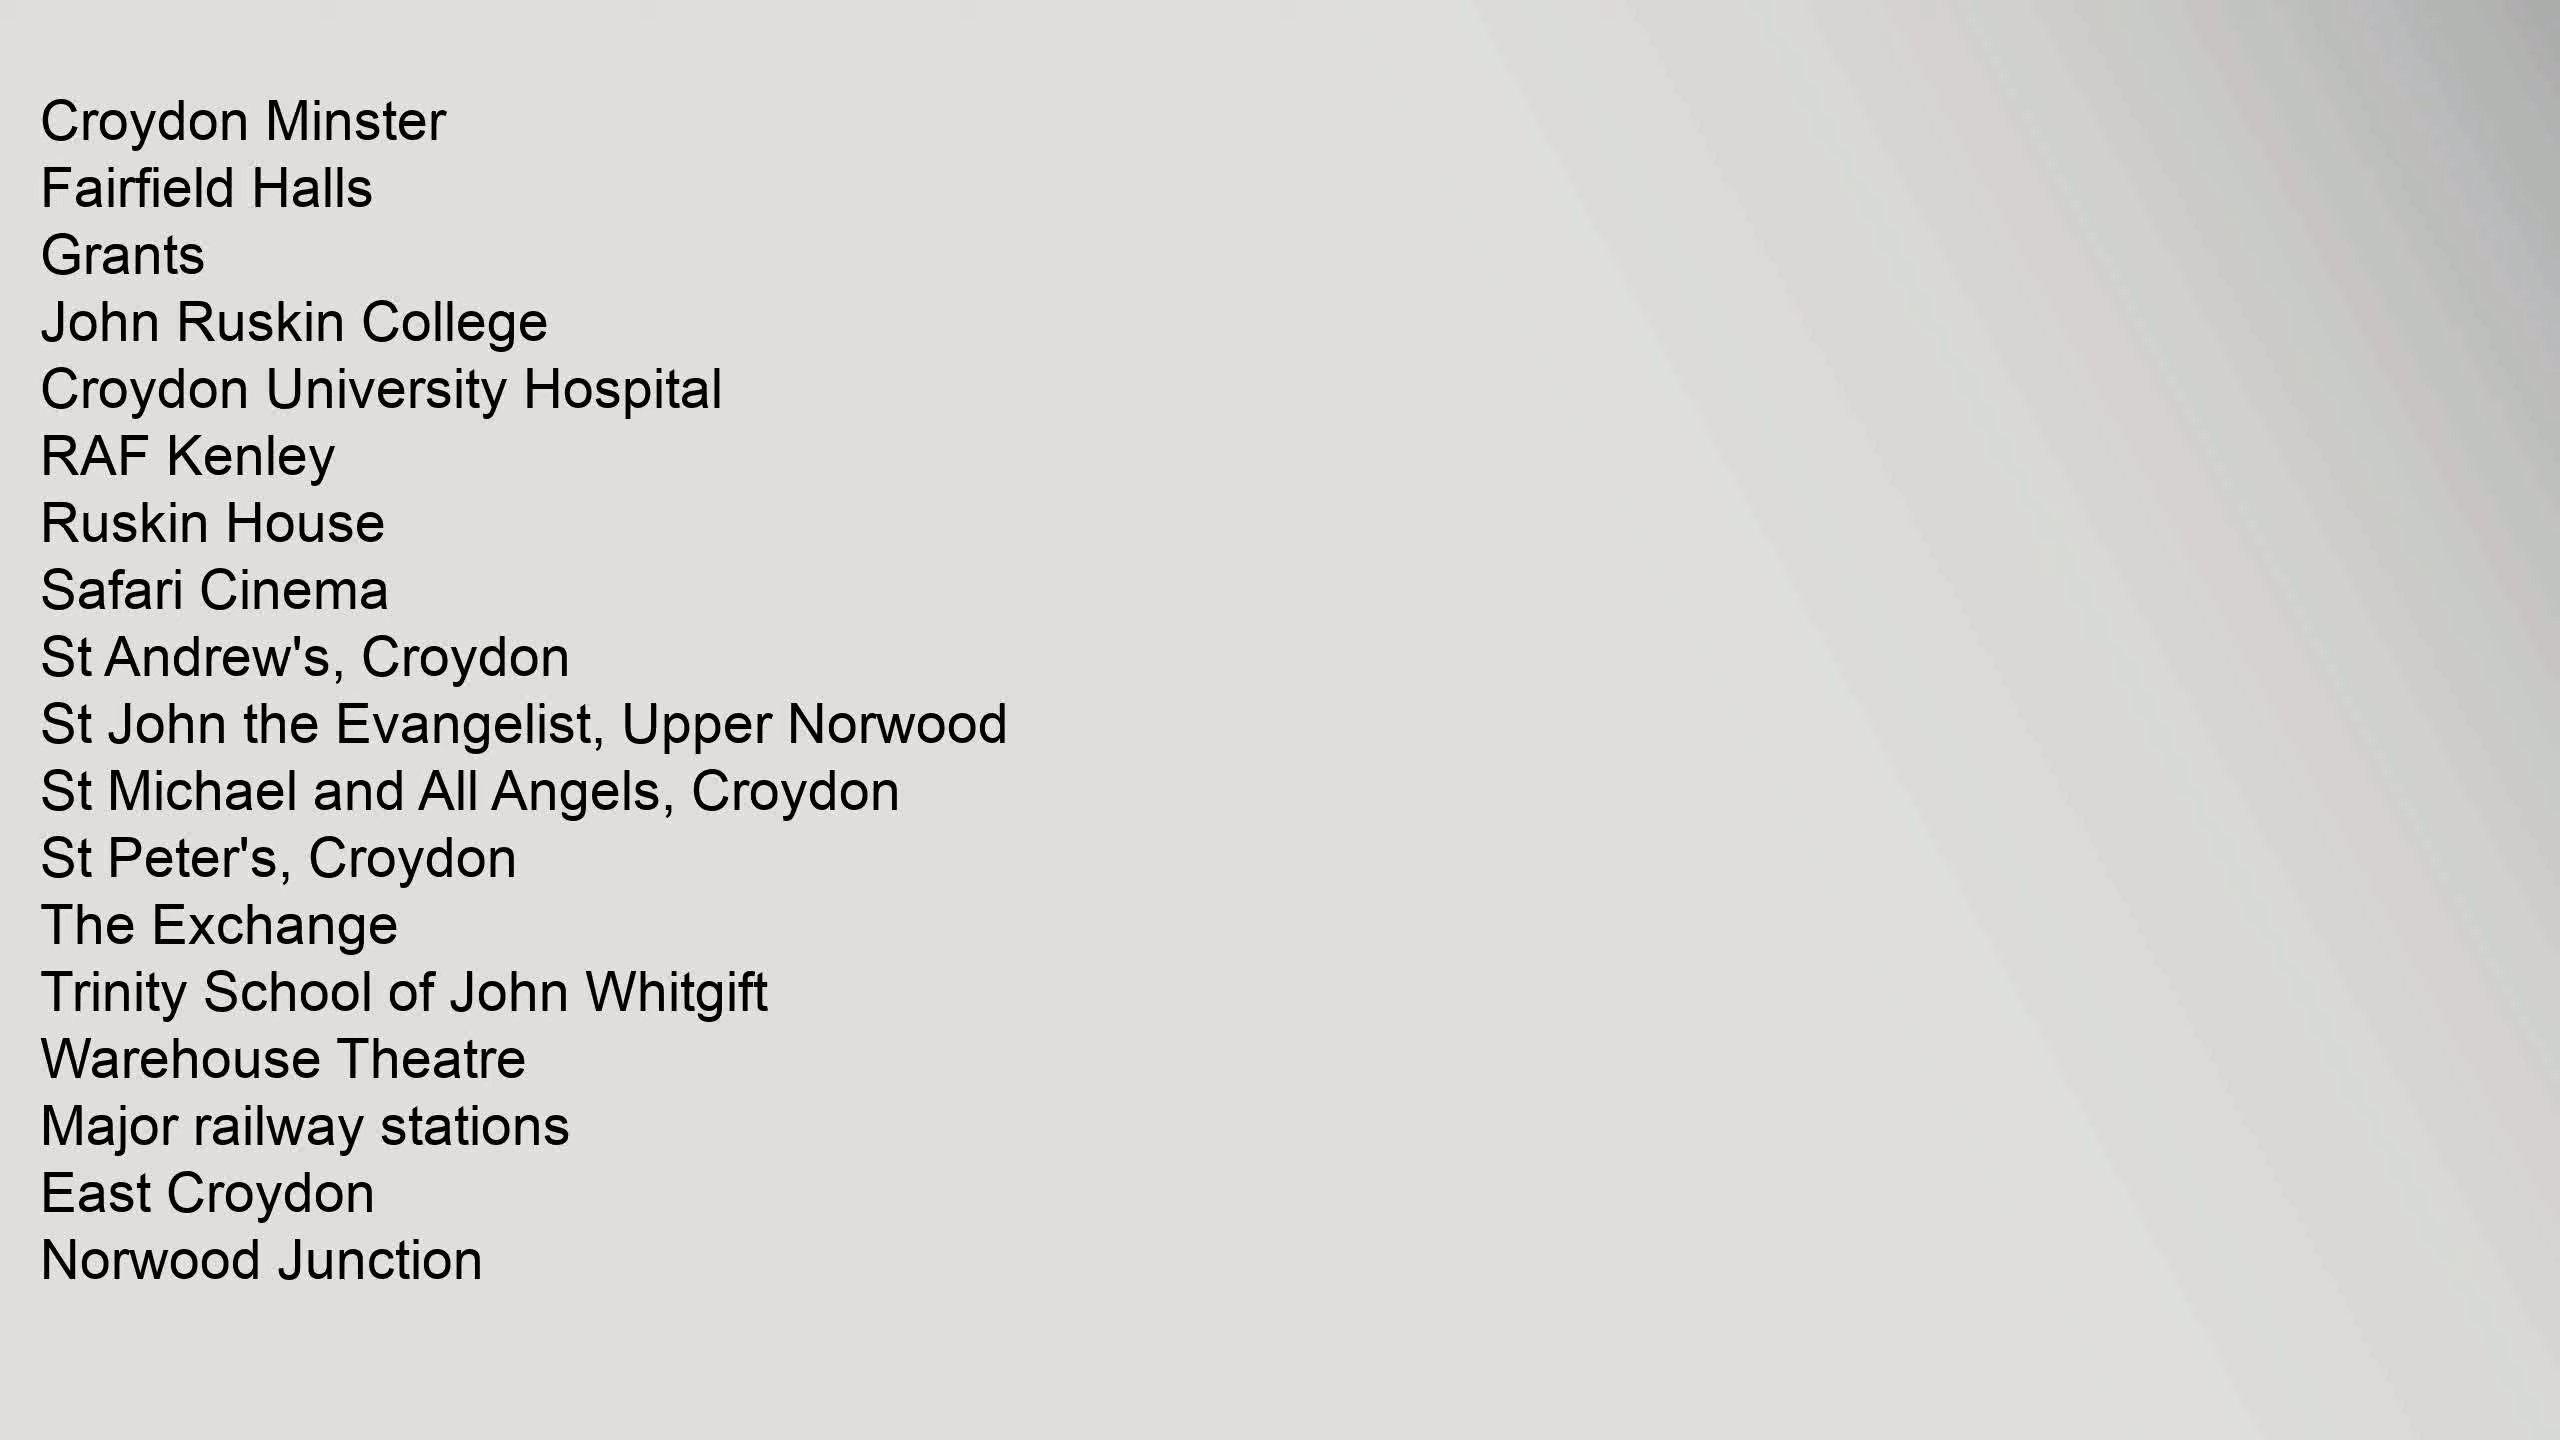 Croydon Minster
Fairfield Halls
Grants
John Ruskin College
Croydon University Hospital
RAF Kenley
Ruskin House
Safari Cinema
St Andrew's, Croydon
St John the Evangelist, Upper Norwood
St Michael and All Angels, Croydon
St Peter's, Croydon
The Exchange
Trinity School of John Whitgift
Warehouse Theatre
Major railway stations
East Croydon
Norwood Junction